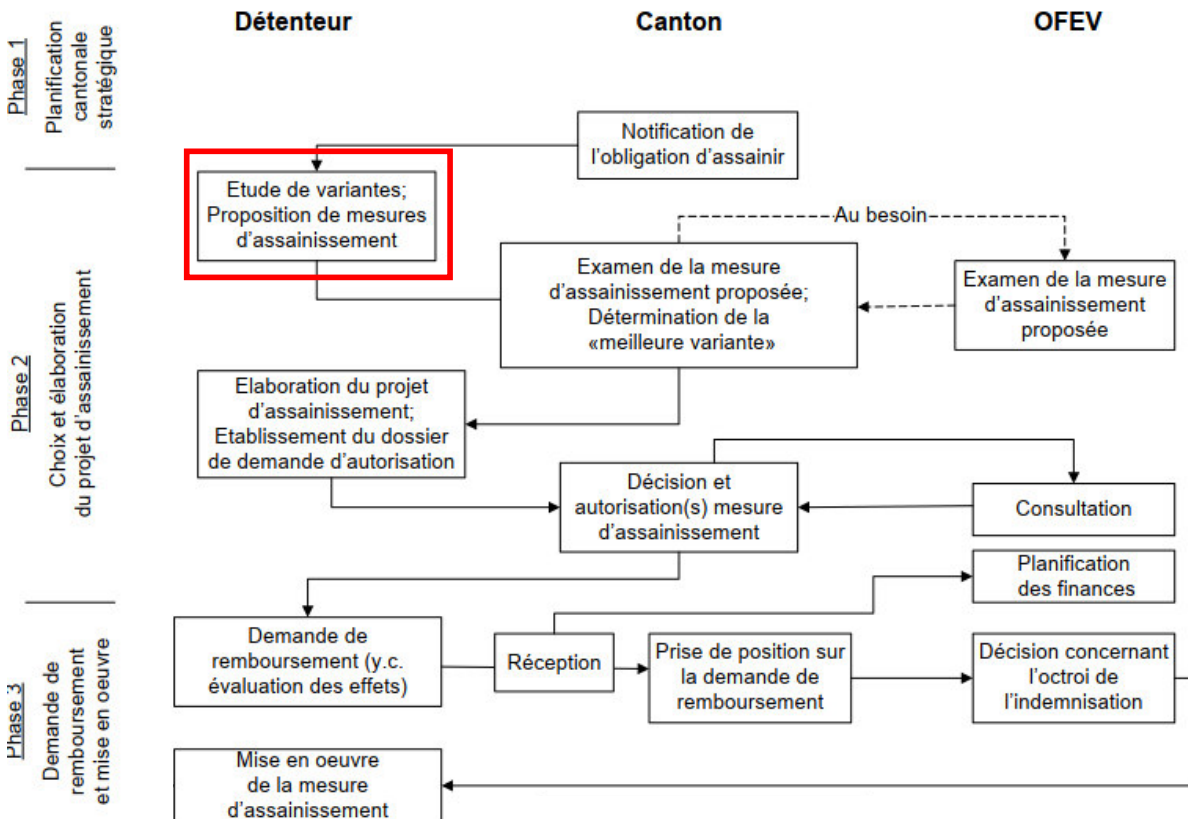 Détenteur
Canton
OFEV
Phase 1
Planification
cantonale
stratégique
Notification de
l'obligation d'assainir
Etude de variantes;
Proposition de mesures
d'assainissement
Au besoin
Phase 2
Choix et élaboration
du projet d'assainissement
Examen de la mesure
d'assainissement proposée;
Détermination de la
«meilleure variante»
Examen de la mesure
d'assainissement
proposée
Elaboration du projet
d'assainissement;
Etablissement du dossier
de demande d'autorisation
Décision et
autorisation(s) mesure
d'assainissement
Consultation
Planification
des finances
Phase 3
Demande de
remboursement
et mise en oeuvre
Demande de
remboursement (y.c.
évaluation des effets)
Réception
Prise de position sur
la demande de
remboursement
Décision concernant
l'octroi de
l'indemnisation
Mise en oeuvre
de la mesure
d'assainissement